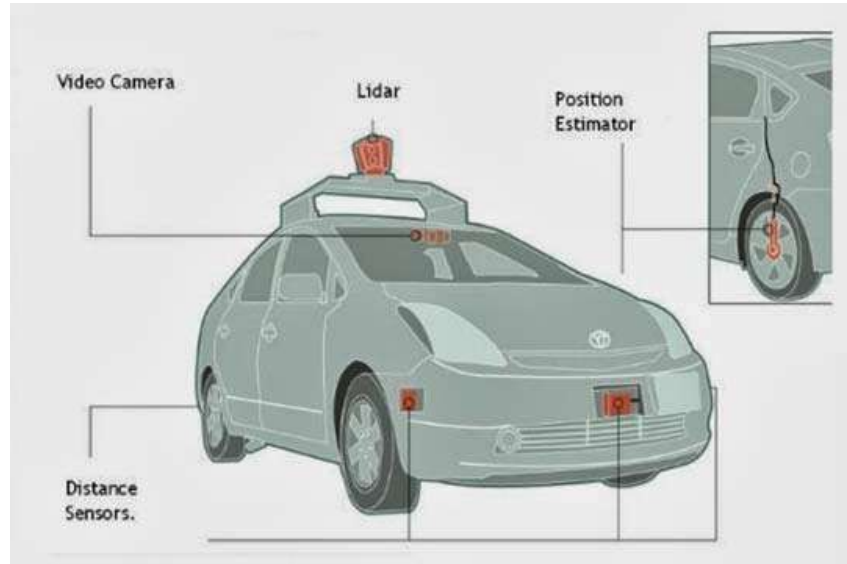 Video Camera
Lidar
Position
Estimator
Distance
Sensors.